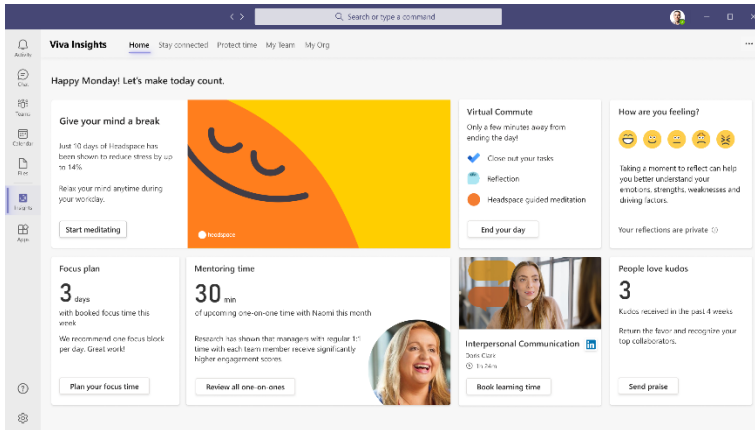 Search or type a command
Activity
Viva Insights
Home
Stay connected
Protect time
My Team
My Org
Chat
Happy Monday! Let's make today count.
Teams
Calendar
Files
Insights
Apps
Give your mind a break
Just 10 days of Headspace has
been shown to reduce stress by up
to 14%
Relax your mind anytime during
your workday.
Start meditating
headspace
Virtual Commute
Only a few minutes away from
ending the day!
Close out your tasks
Reflection
Headspace guided meditation
End your day
How are you feeling?
Taking a moment to reflect can help
you better understand your
emotions, strengths, weaknesses and
driving factors.
Your reflections are private
Focus plan
3 days
with booked focus time this
week
We recommend one focus block
per day. Great work!
Plan your focus time
Mentoring time
30 min
of upcoming one-on-one time with Naomi this month
Research has shown that managers with regular 1:1
time with each team member receive significantly
higher engagement scores
Review all one-on-ones
Interpersonal Communication
in
Doris Clark
1h 24m
Book learning time
People love kudos
3
Kudos received in the past 4 weeks
Return the favor and recognize your
top collaborators.
Send praise